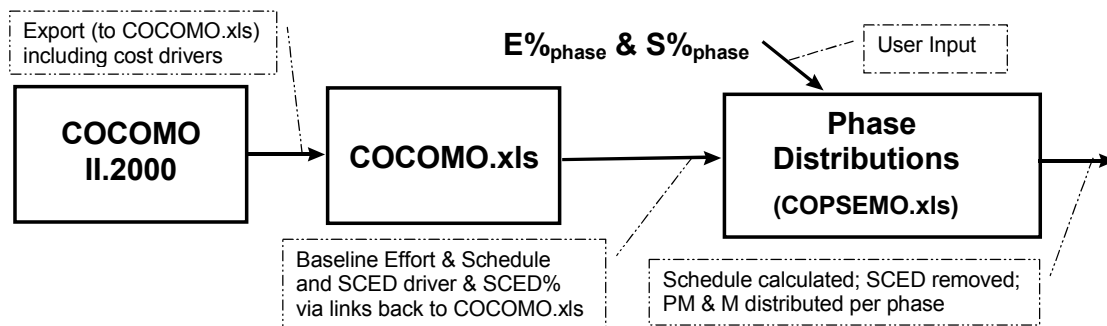 Export (to COCOMO.xls)
including cost drivers
E%phase & S%phase
User Input
COCOMO
II.2000
COCOMO.xls
Phase
Distributions
(COPSEMO.xls)
Baseline Effort & Schedule
and SCED driver & SCED%
via links back to COCOMO.xls
Schedule calculated; SCED removed;
PM & M distributed per phase